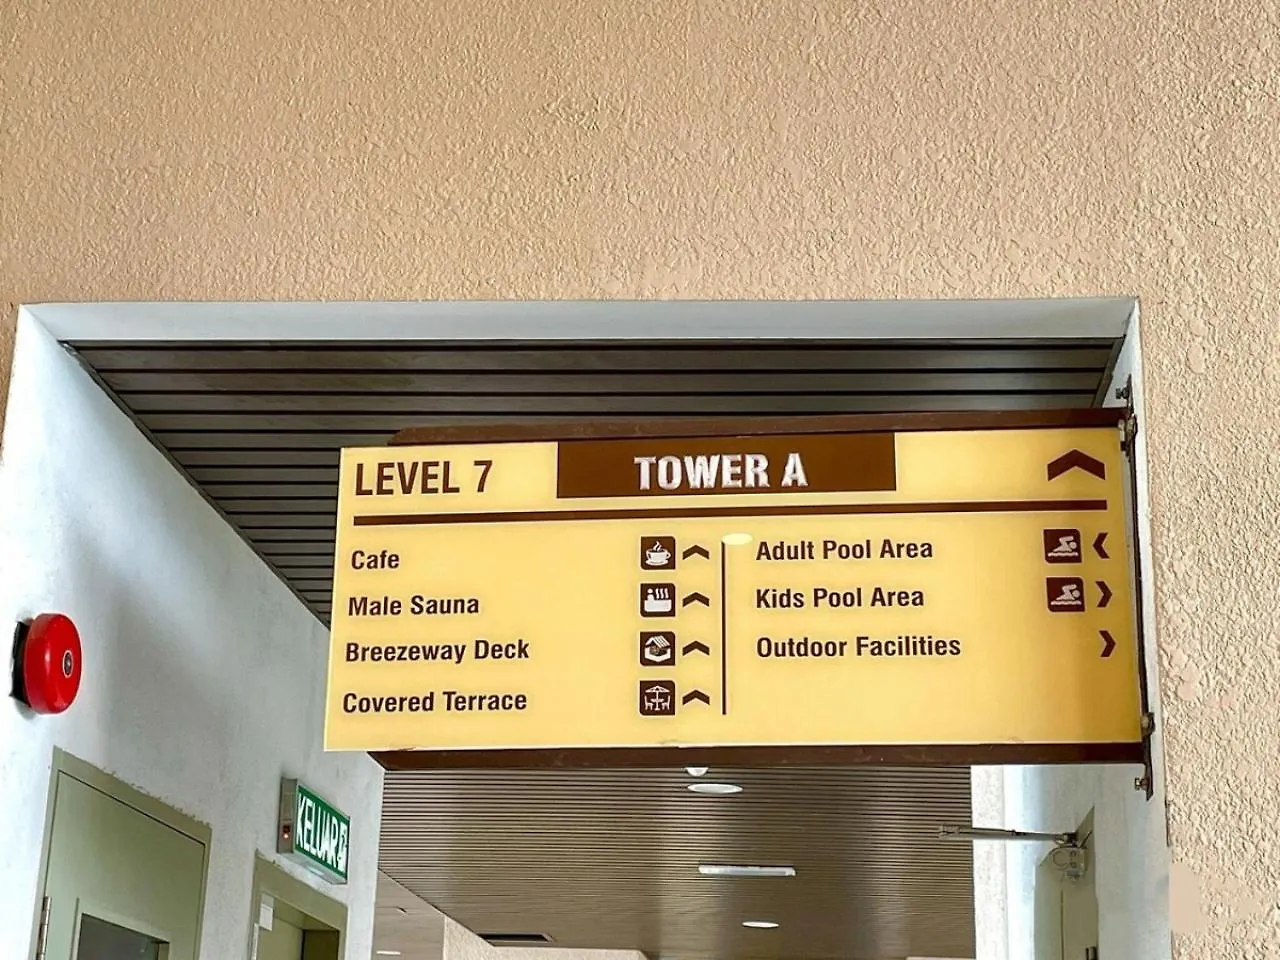 LEVEL 7
TOWER A
Cafe
Male Sauna
Breezeway Deck
Covered Terrace
Adult Pool Area
Kids Pool Area
Outdoor Facilities
KELUAR